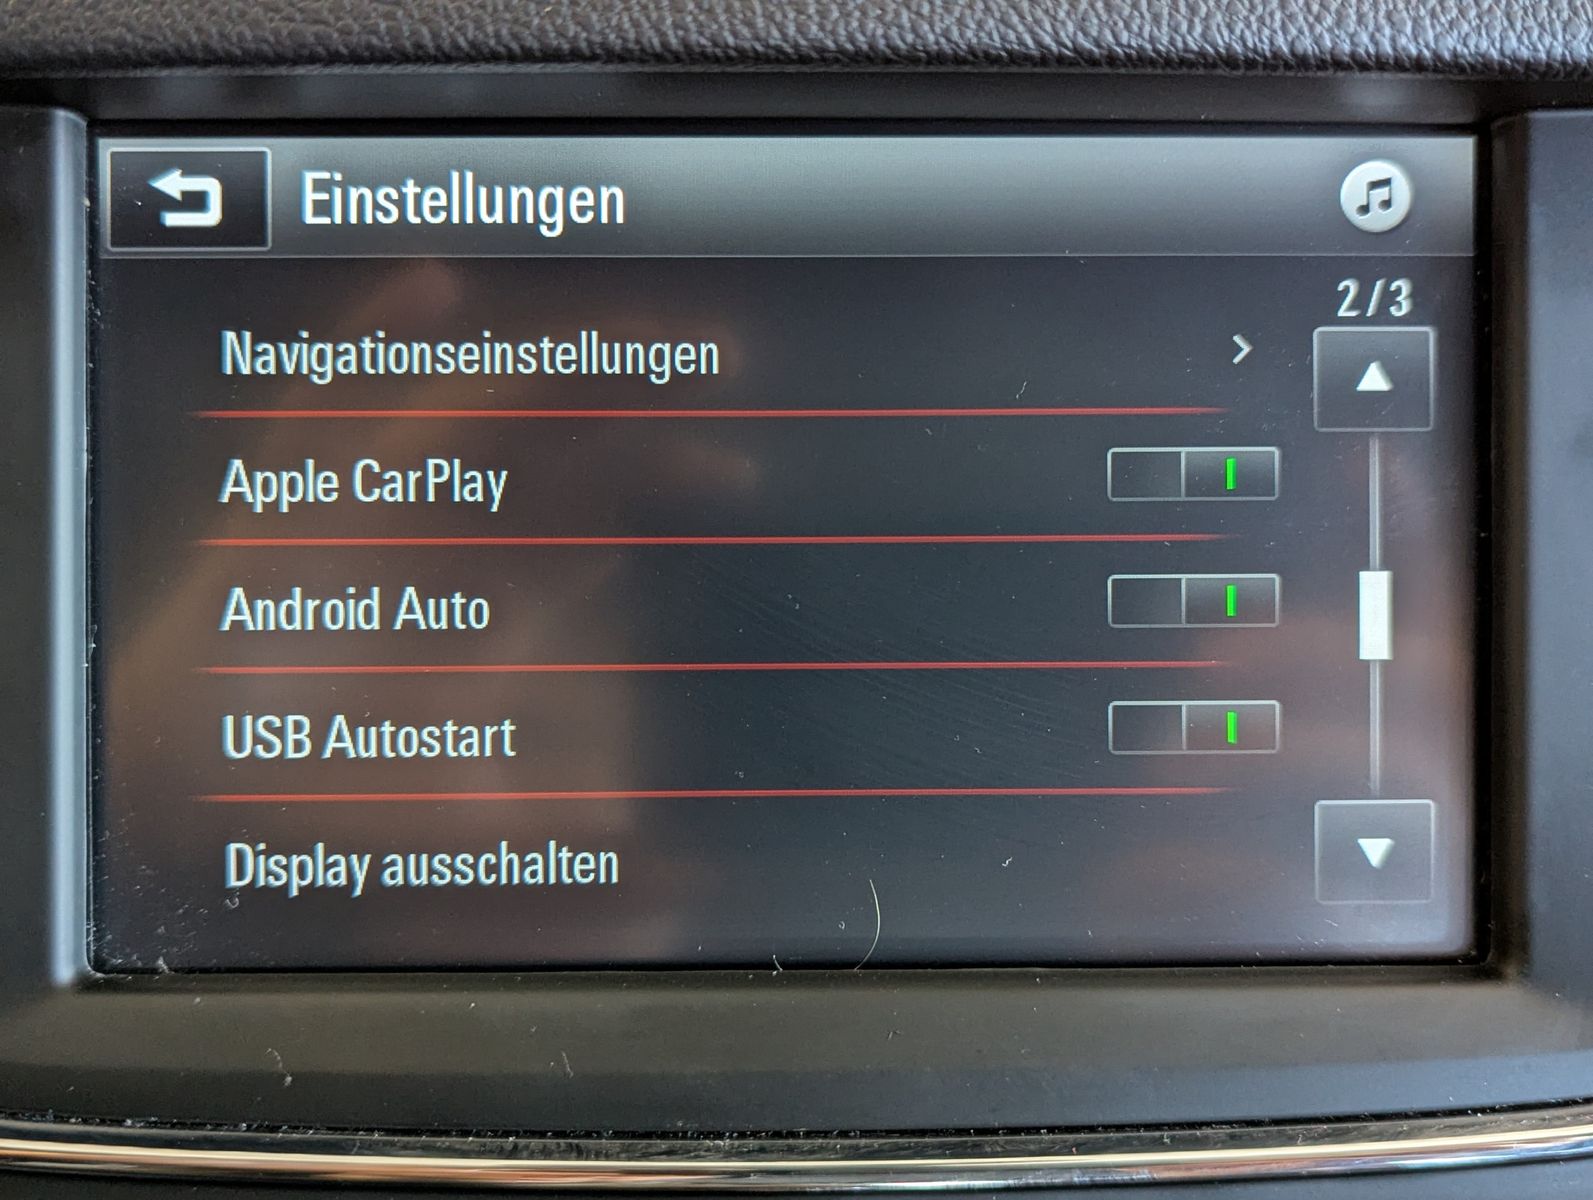 Einstellungen
2/3
Navigationseinstellungen
Apple CarPlay
Android Auto
USB Autostart
Display ausschalten